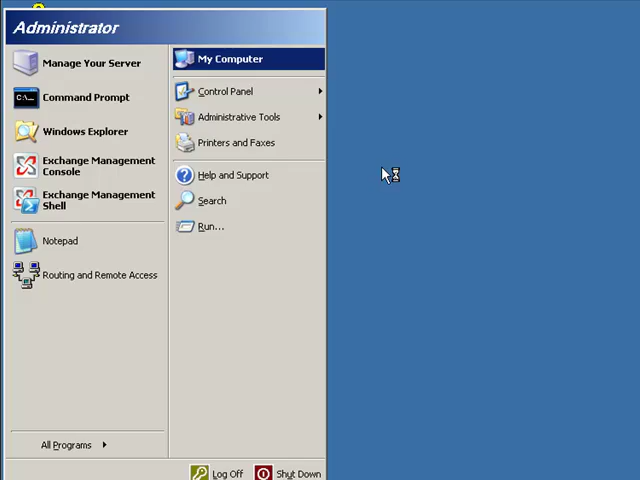 Administrator
Manage Your Server
Command Prompt
Windows Explorer
Exchange Management
Console
Exchange Management
Shell
Notepad
Routing and Remote Access
All Programs
My Computer
Control Panel
Administrative Tools
Printers and Faxes
Help and Support
Search
Run...
Log Off
Shut Down